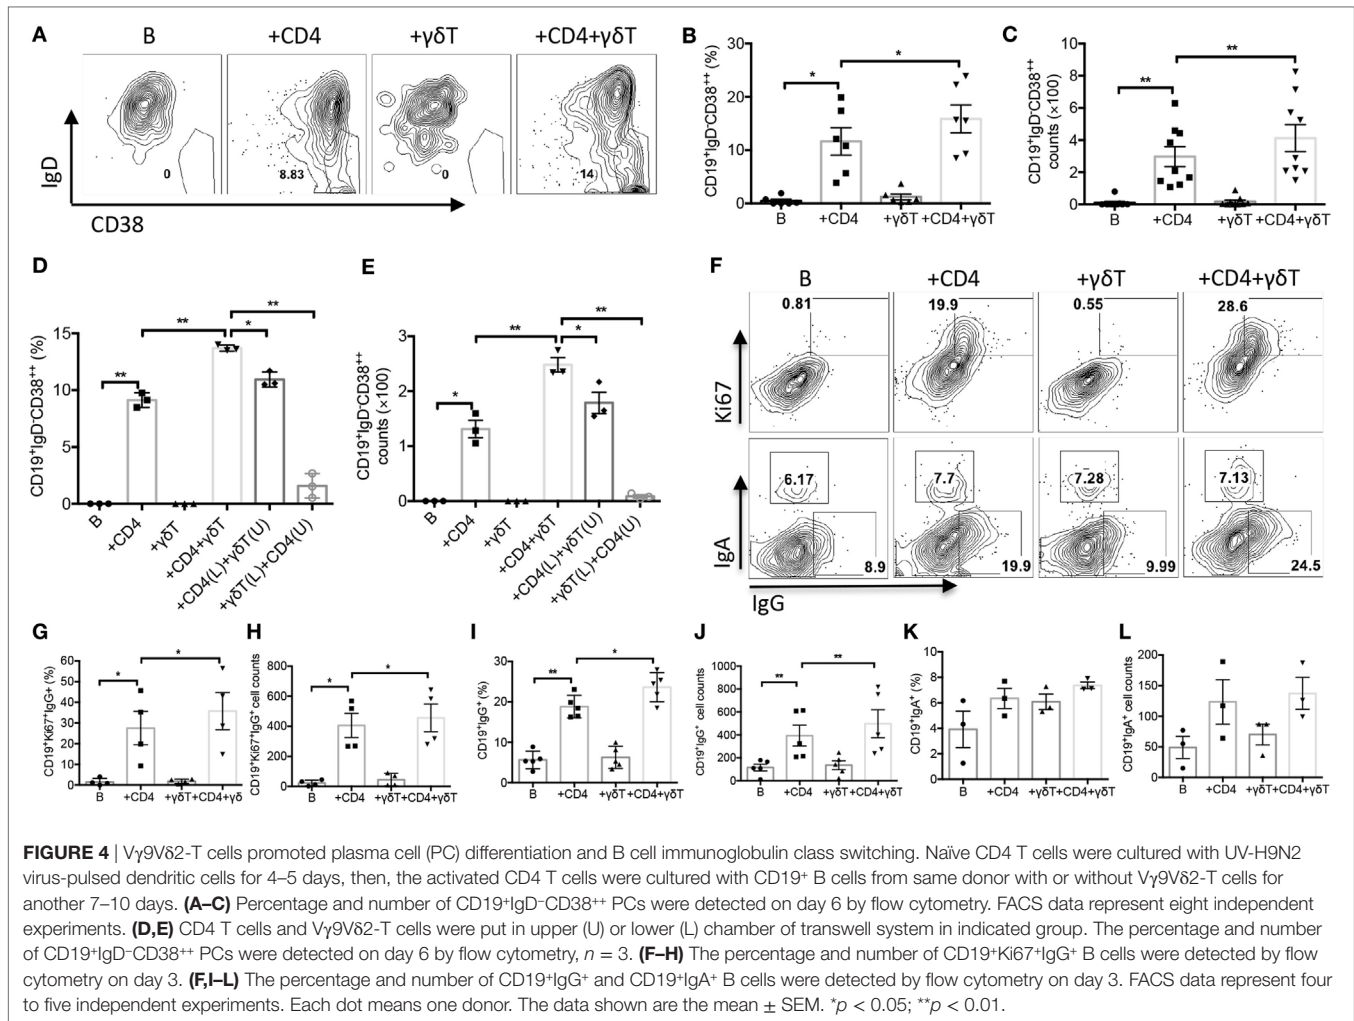 A
B
+CD4
+γδT
+CD4+γδT
IgD
0
8.83
0
14
CD38
B
CD19⁺IgD⁻CD38⁺⁺ (%)
30
20
10
0
*
*
B
+CD4
+γδT
+CD4+γδT
C
CD19⁺IgD⁻CD38⁺⁺
counts (×100)
10
8
6
4
2
0
**
**
B
+CD4
+γδT
+CD4+γδT
D
CD19⁺IgD⁻CD38⁺⁺ (%)
15
10
5
0
**
**
*
**
B
+CD4
+γδT
+CD4+γδT
+CD4(L)+γδT(U)
+γδT(L)+CD4(U)
E
CD19⁺IgD⁻CD38⁺⁺
counts (×100)
3
2
1
0
*
**
*
**
B
+CD4
+γδT
+CD4+γδT
+CD4(L)+γδT(U)
+γδT(L)+CD4(U)
F
B
+CD4
+γδT
+CD4+γδT
Ki67
0.81
19.9
0.55
28.6
IgA
6.17
7.7
7.28
7.13
8.9
19.9
9.99
24.5
IgG
G
CD19⁺Ki67⁺IgG+ (%)
60
50
40
30
20
10
0
*
*
B
+CD4
+γδT+CD4+γδ
H
CD19⁺Ki67⁺IgG⁺ cell counts
800
600
400
200
0
*
*
B
+CD4
+γδT+CD4+γδT
I
CD19⁺IgG⁺ (%)
30
20
10
0
**
*
B
+CD4
+γδT
+CD4+γδT
J
CD19⁺IgG⁺ cell counts
1000
800
600
400
200
0
**
**
B
+CD4
+γδT
+CD4+γδT
K
CD19⁺IgA⁺ (%)
10
8
6
4
2
0
B
+CD4
+γδT+CD4+γδT
L
CD19⁺IgA⁺ cell counts
200
150
100
50
0
B
+CD4
+γδT+CD4+γδT
FIGURE 4 | Vγ9Vδ2-T cells promoted plasma cell (PC) differentiation and B cell immunoglobulin class switching. Naïve CD4 T cells were cultured with UV-H9N2
virus-pulsed dendritic cells for 4–5 days, then, the activated CD4 T cells were cultured with CD19⁺ B cells from same donor with or without Vγ9Vδ2-T cells for
another 7–10 days. (A–C) Percentage and number of CD19⁺IgD⁻CD38⁺⁺ PCs were detected on day 6 by flow cytometry. FACS data represent eight independent
experiments. (D,E) CD4 T cells and Vγ9Vδ2-T cells were put in upper (U) or lower (L) chamber of transwell system in indicated group. The percentage and number
of CD19⁺IgD⁻CD38⁺⁺ PCs were detected on day 6 by flow cytometry, n = 3. (F–H) The percentage and number of CD19⁺Ki67⁺IgG⁺ B cells were detected by flow
cytometry on day 3. (F,I–L) The percentage and number of CD19⁺IgG⁺ and CD19⁺IgA⁺ B cells were detected by flow cytometry on day 3. FACS data represent four
to five independent experiments. Each dot means one donor. The data shown are the mean ± SEM. *p < 0.05; **p < 0.01.